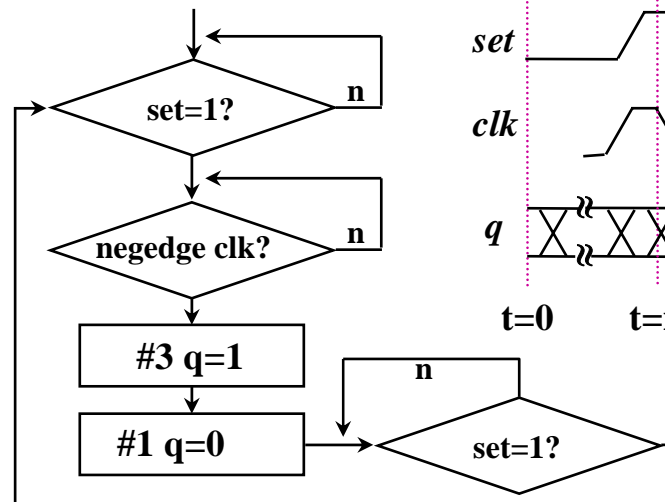 set=1?
n
negedge clk?
n
#3 q=1
#1 q=0
n
set=1?
set
clk
q
t=0